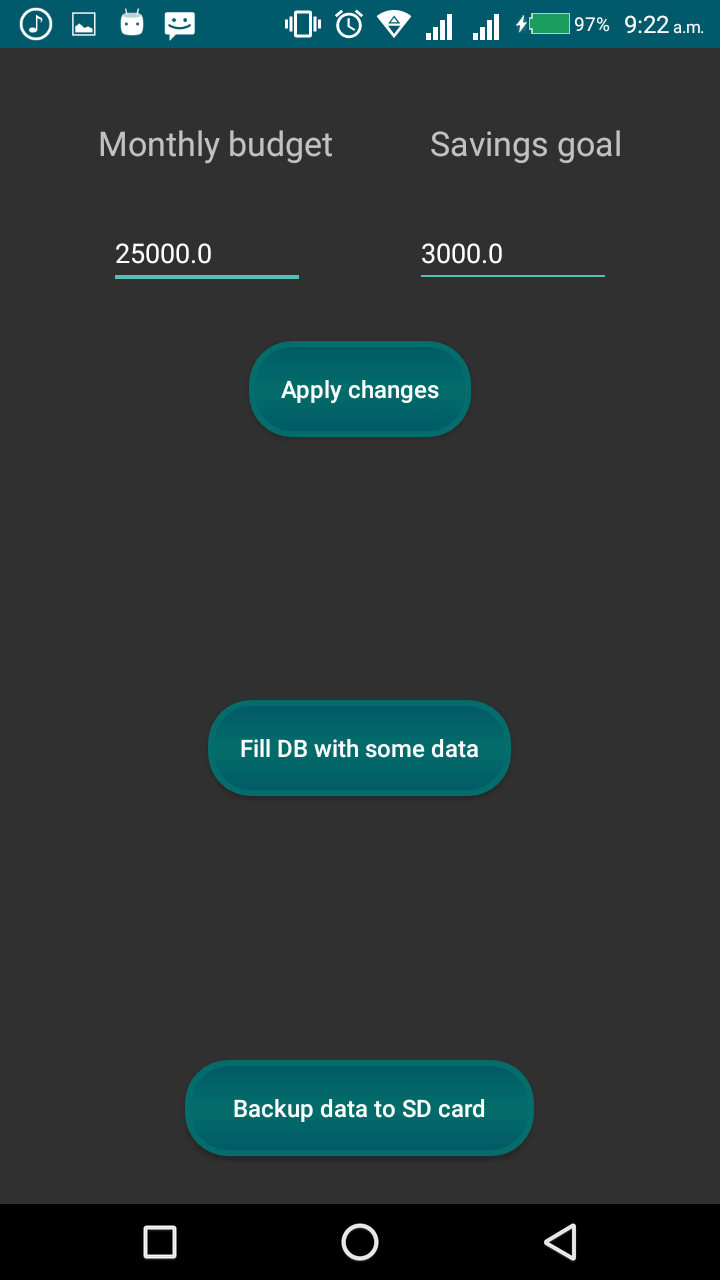 97% 9:22 a.m.
Monthly budget Savings goal
25000.0 3000.0
Apply changes
Fill DB with some data
Backup data to SD card